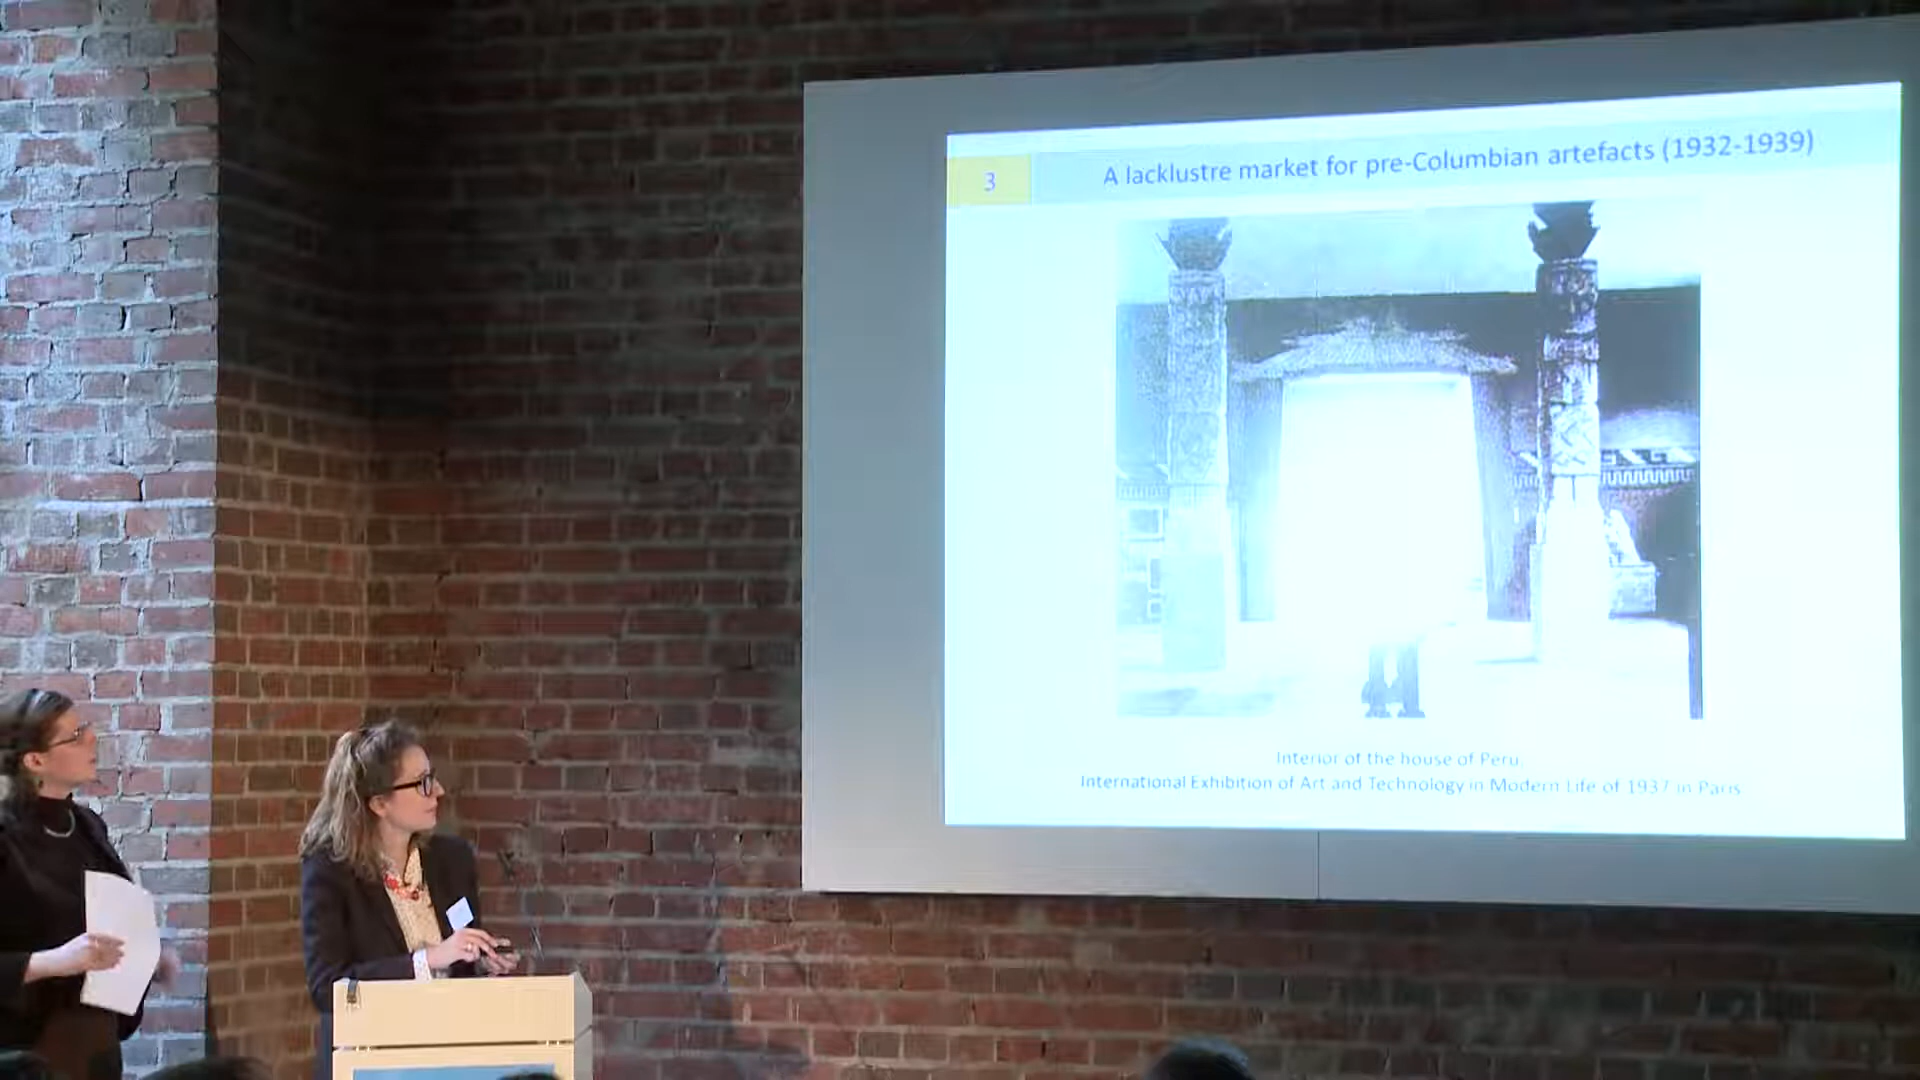 3
A lacklustre market for pre-Columbian artefacts (1932-1939)
Interior of the house of Peru.
International Exhibition of Art and Technology in Modern Life of 1937 in Paris